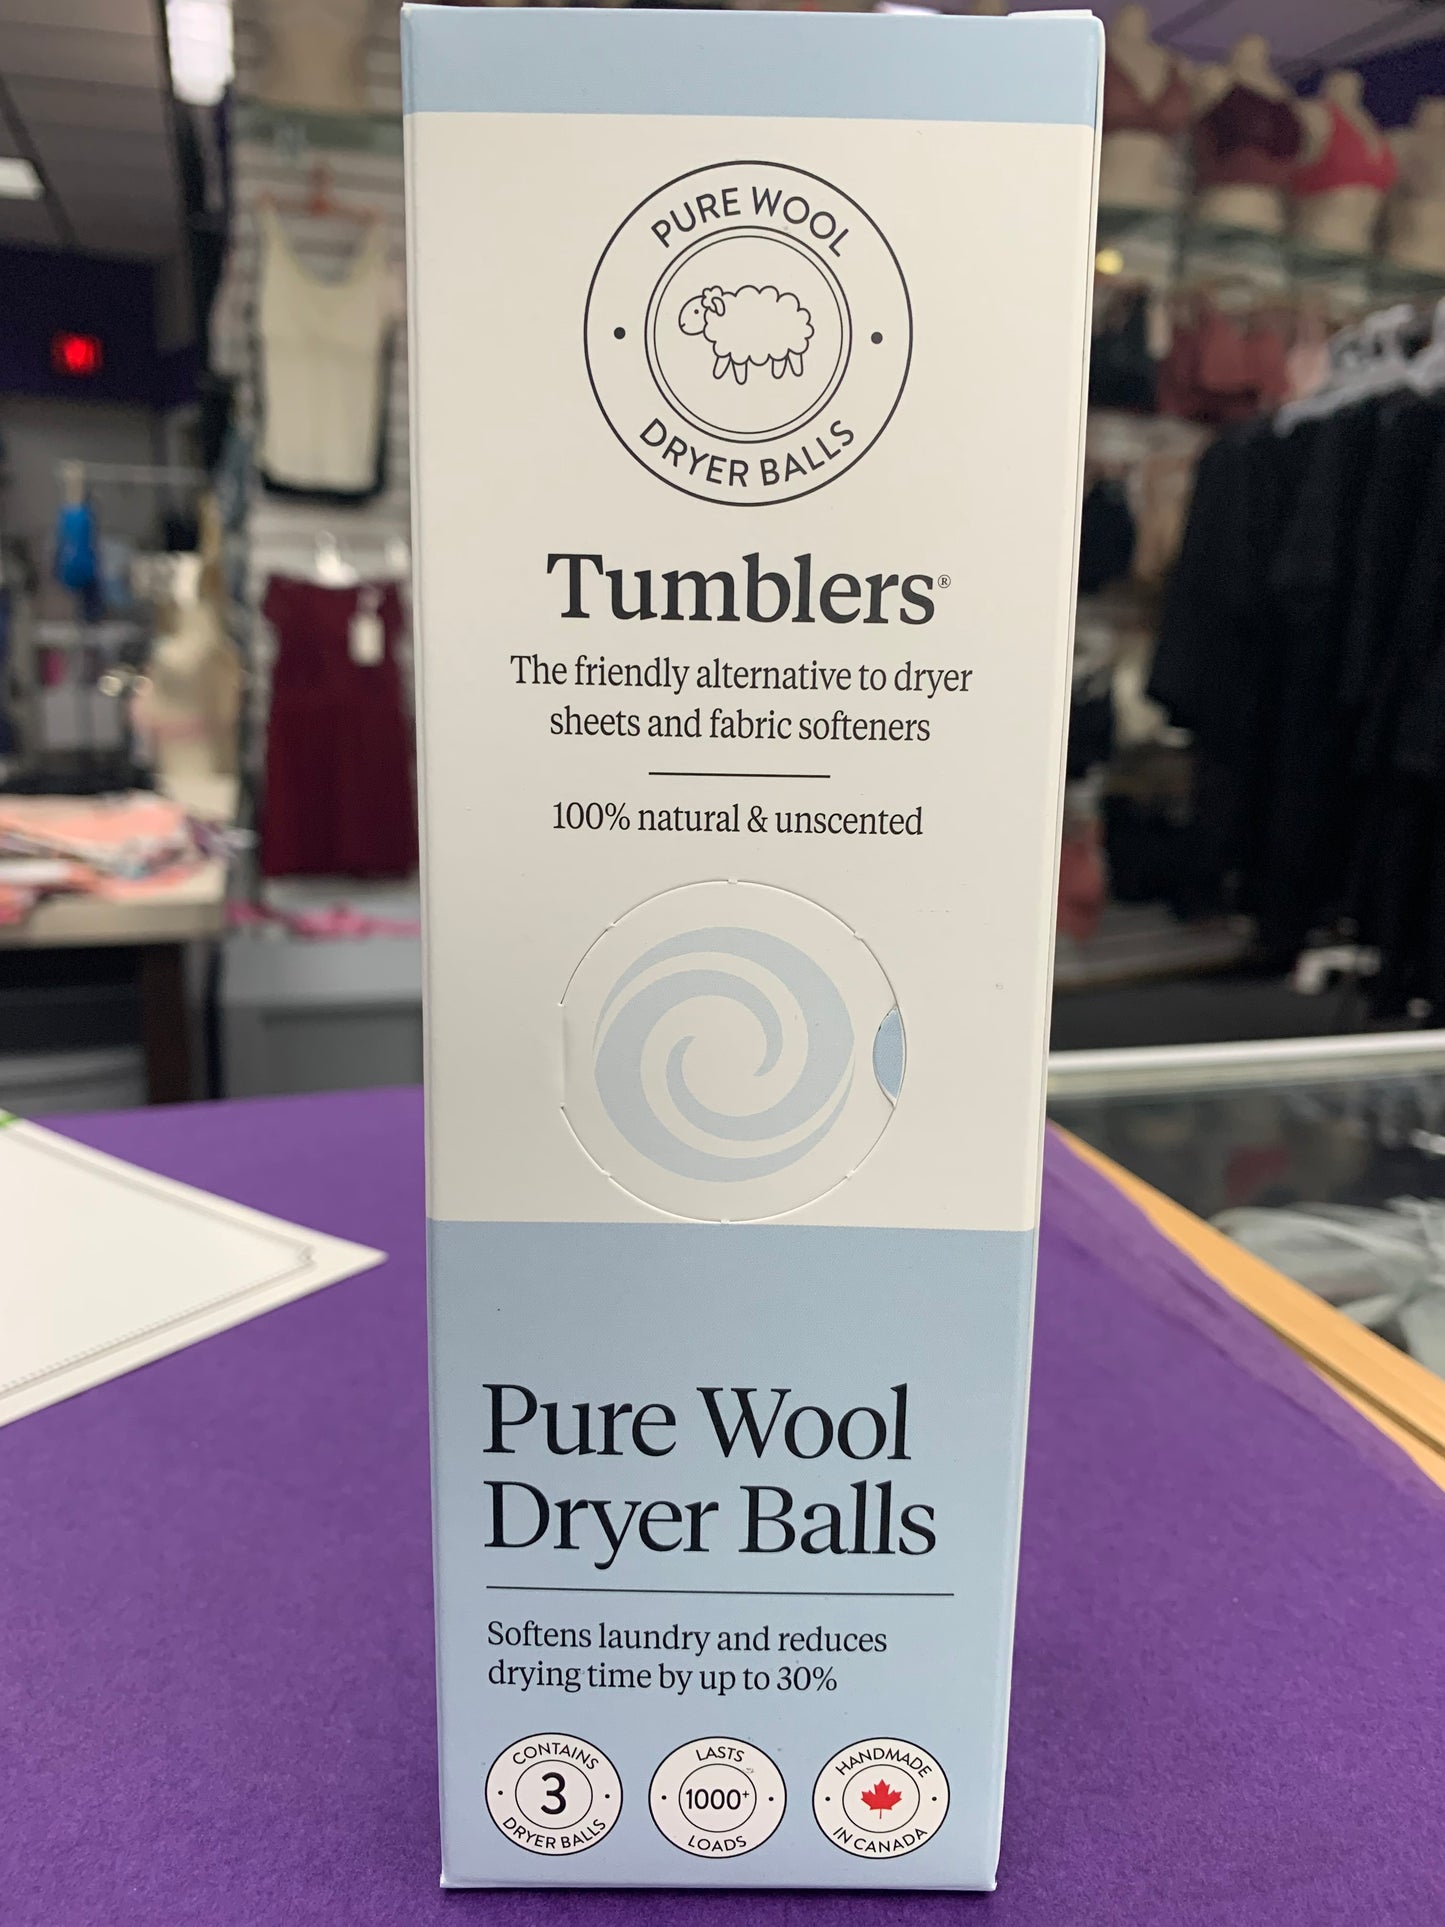 PURE WOOL
DRYER BALLS
Tumblers®
The friendly alternative to dryer
sheets and fabric softeners
100% natural & unscented
Pure Wool
Dryer Balls
Softens laundry and reduces
drying time by up to 30%
CONTAINS
3
DRYER BALLS
LASTS
1000+
LOADS
HANDMADE
IN CANADA